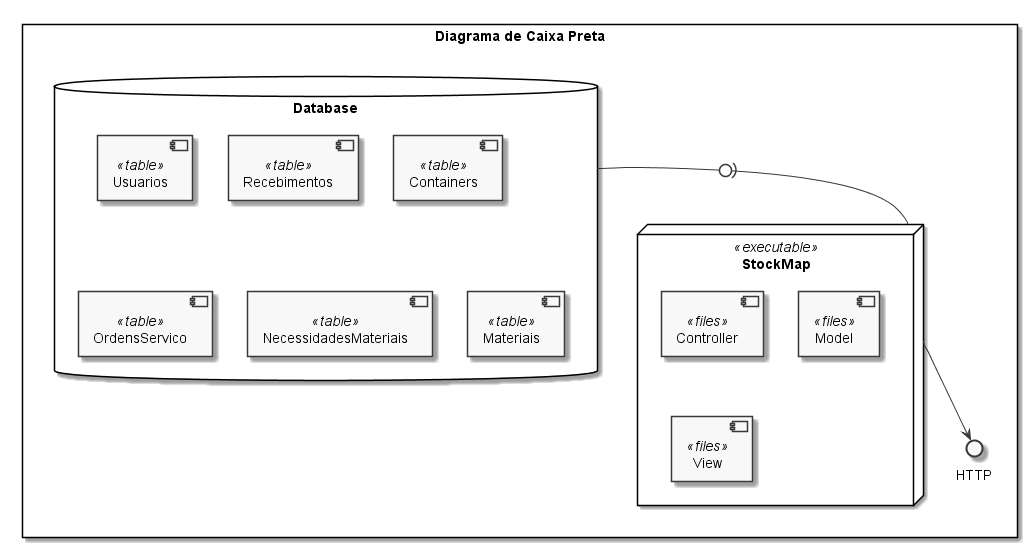 Diagrama de Caixa Preta
Database
«table»
Usuarios
«table»
Recebimentos
«table»
Containers
«table»
OrdensServico
«table»
NecessidadesMateriais
«table»
Materiais
«executable»
StockMap
«files»
Controller
«files»
Model
«files»
View
HTTP